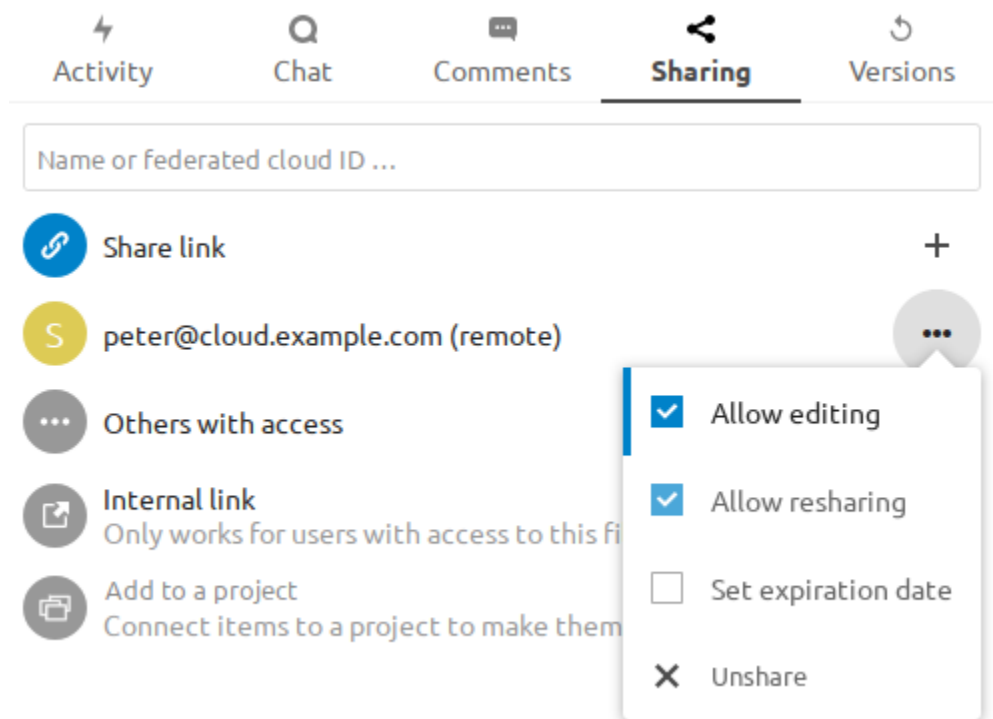 Activity
Chat
Comments
Sharing
Versions
Name or federated cloud ID ...
Share link
S
peter@cloud.example.com (remote)
Others with access
Allow editing
Internal link
Only works for users with access to this fi
Allow resharing
Add to a project
Connect items to a project to make them
Set expiration date
Unshare